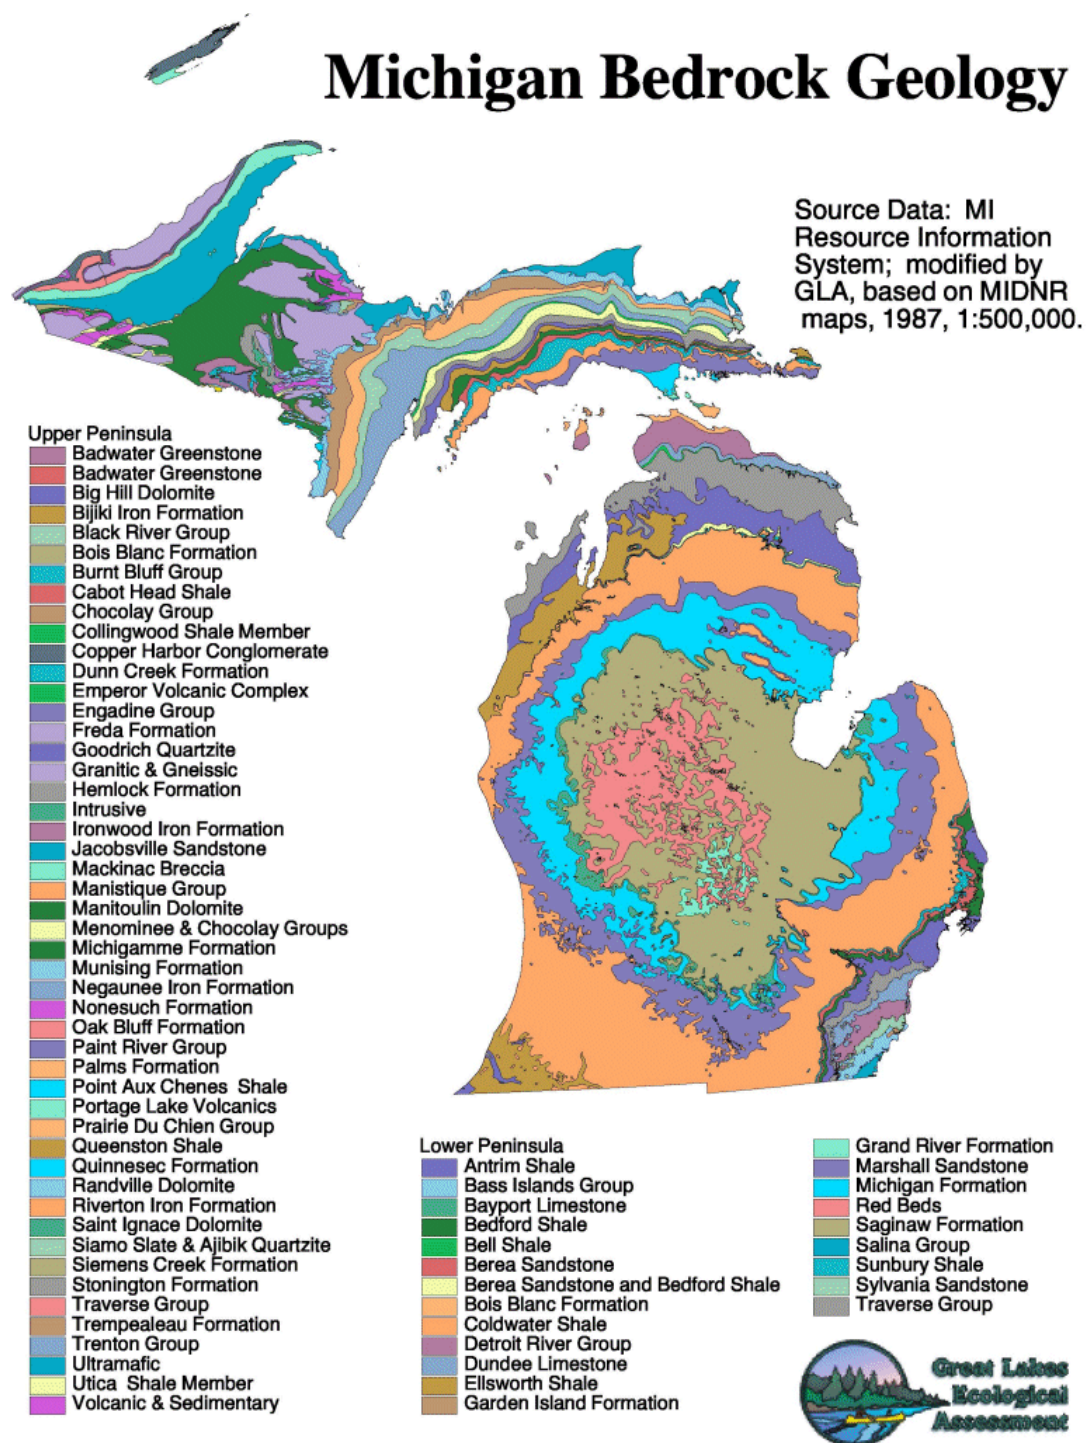 Michigan Bedrock Geology
Source Data: MI
Resource Information
System; modified by
GLA, based on MIDNR
maps, 1987, 1:500,000.
Upper Peninsula
Badwater Greenstone
Badwater Greenstone
Big Hill Dolomite
Bijiki Iron Formation
Black River Group
Bois Blanc Formation
Burnt Bluff Group
Cabot Head Shale
Chocolay Group
Collingwood Shale Member
Copper Harbor Conglomerate
Dunn Creek Formation
Emperor Volcanic Complex
Engadine Group
Freda Formation
Goodrich Quartzite
Granitic & Gneissic
Hemlock Formation
Intrusive
Ironwood Iron Formation
Jacobsville Sandstone
Mackinac Breccia
Manistique Group
Manitoulin Dolomite
Menominee & Chocolay Groups
Michigamme Formation
Munising Formation
Negaunee Iron Formation
Nonesuch Formation
Oak Bluff Formation
Paint River Group
Palms Formation
Point Aux Chenes Shale
Portage Lake Volcanics
Prairie Du Chien Group
Queenston Shale
Quinnesec Formation
Randville Dolomite
Riverton Iron Formation
Saint Ignace Dolomite
Siamo Slate & Ajibik Quartzite
Siemens Creek Formation
Stonington Formation
Traverse Group
Trempealeau Formation
Trenton Group
Ultramafic
Utica Shale Member
Volcanic & Sedimentary
Lower Peninsula
Antrim Shale
Bass Islands Group
Bayport Limestone
Bedford Shale
Bell Shale
Berea Sandstone
Berea Sandstone and Bedford Shale
Bois Blanc Formation
Coldwater Shale
Detroit River Group
Dundee Limestone
Ellsworth Shale
Garden Island Formation
Grand River Formation
Marshall Sandstone
Michigan Formation
Red Beds
Saginaw Formation
Salina Group
Sunbury Shale
Sylvania Sandstone
Traverse Group
Great Lakes
Ecological
Assessment